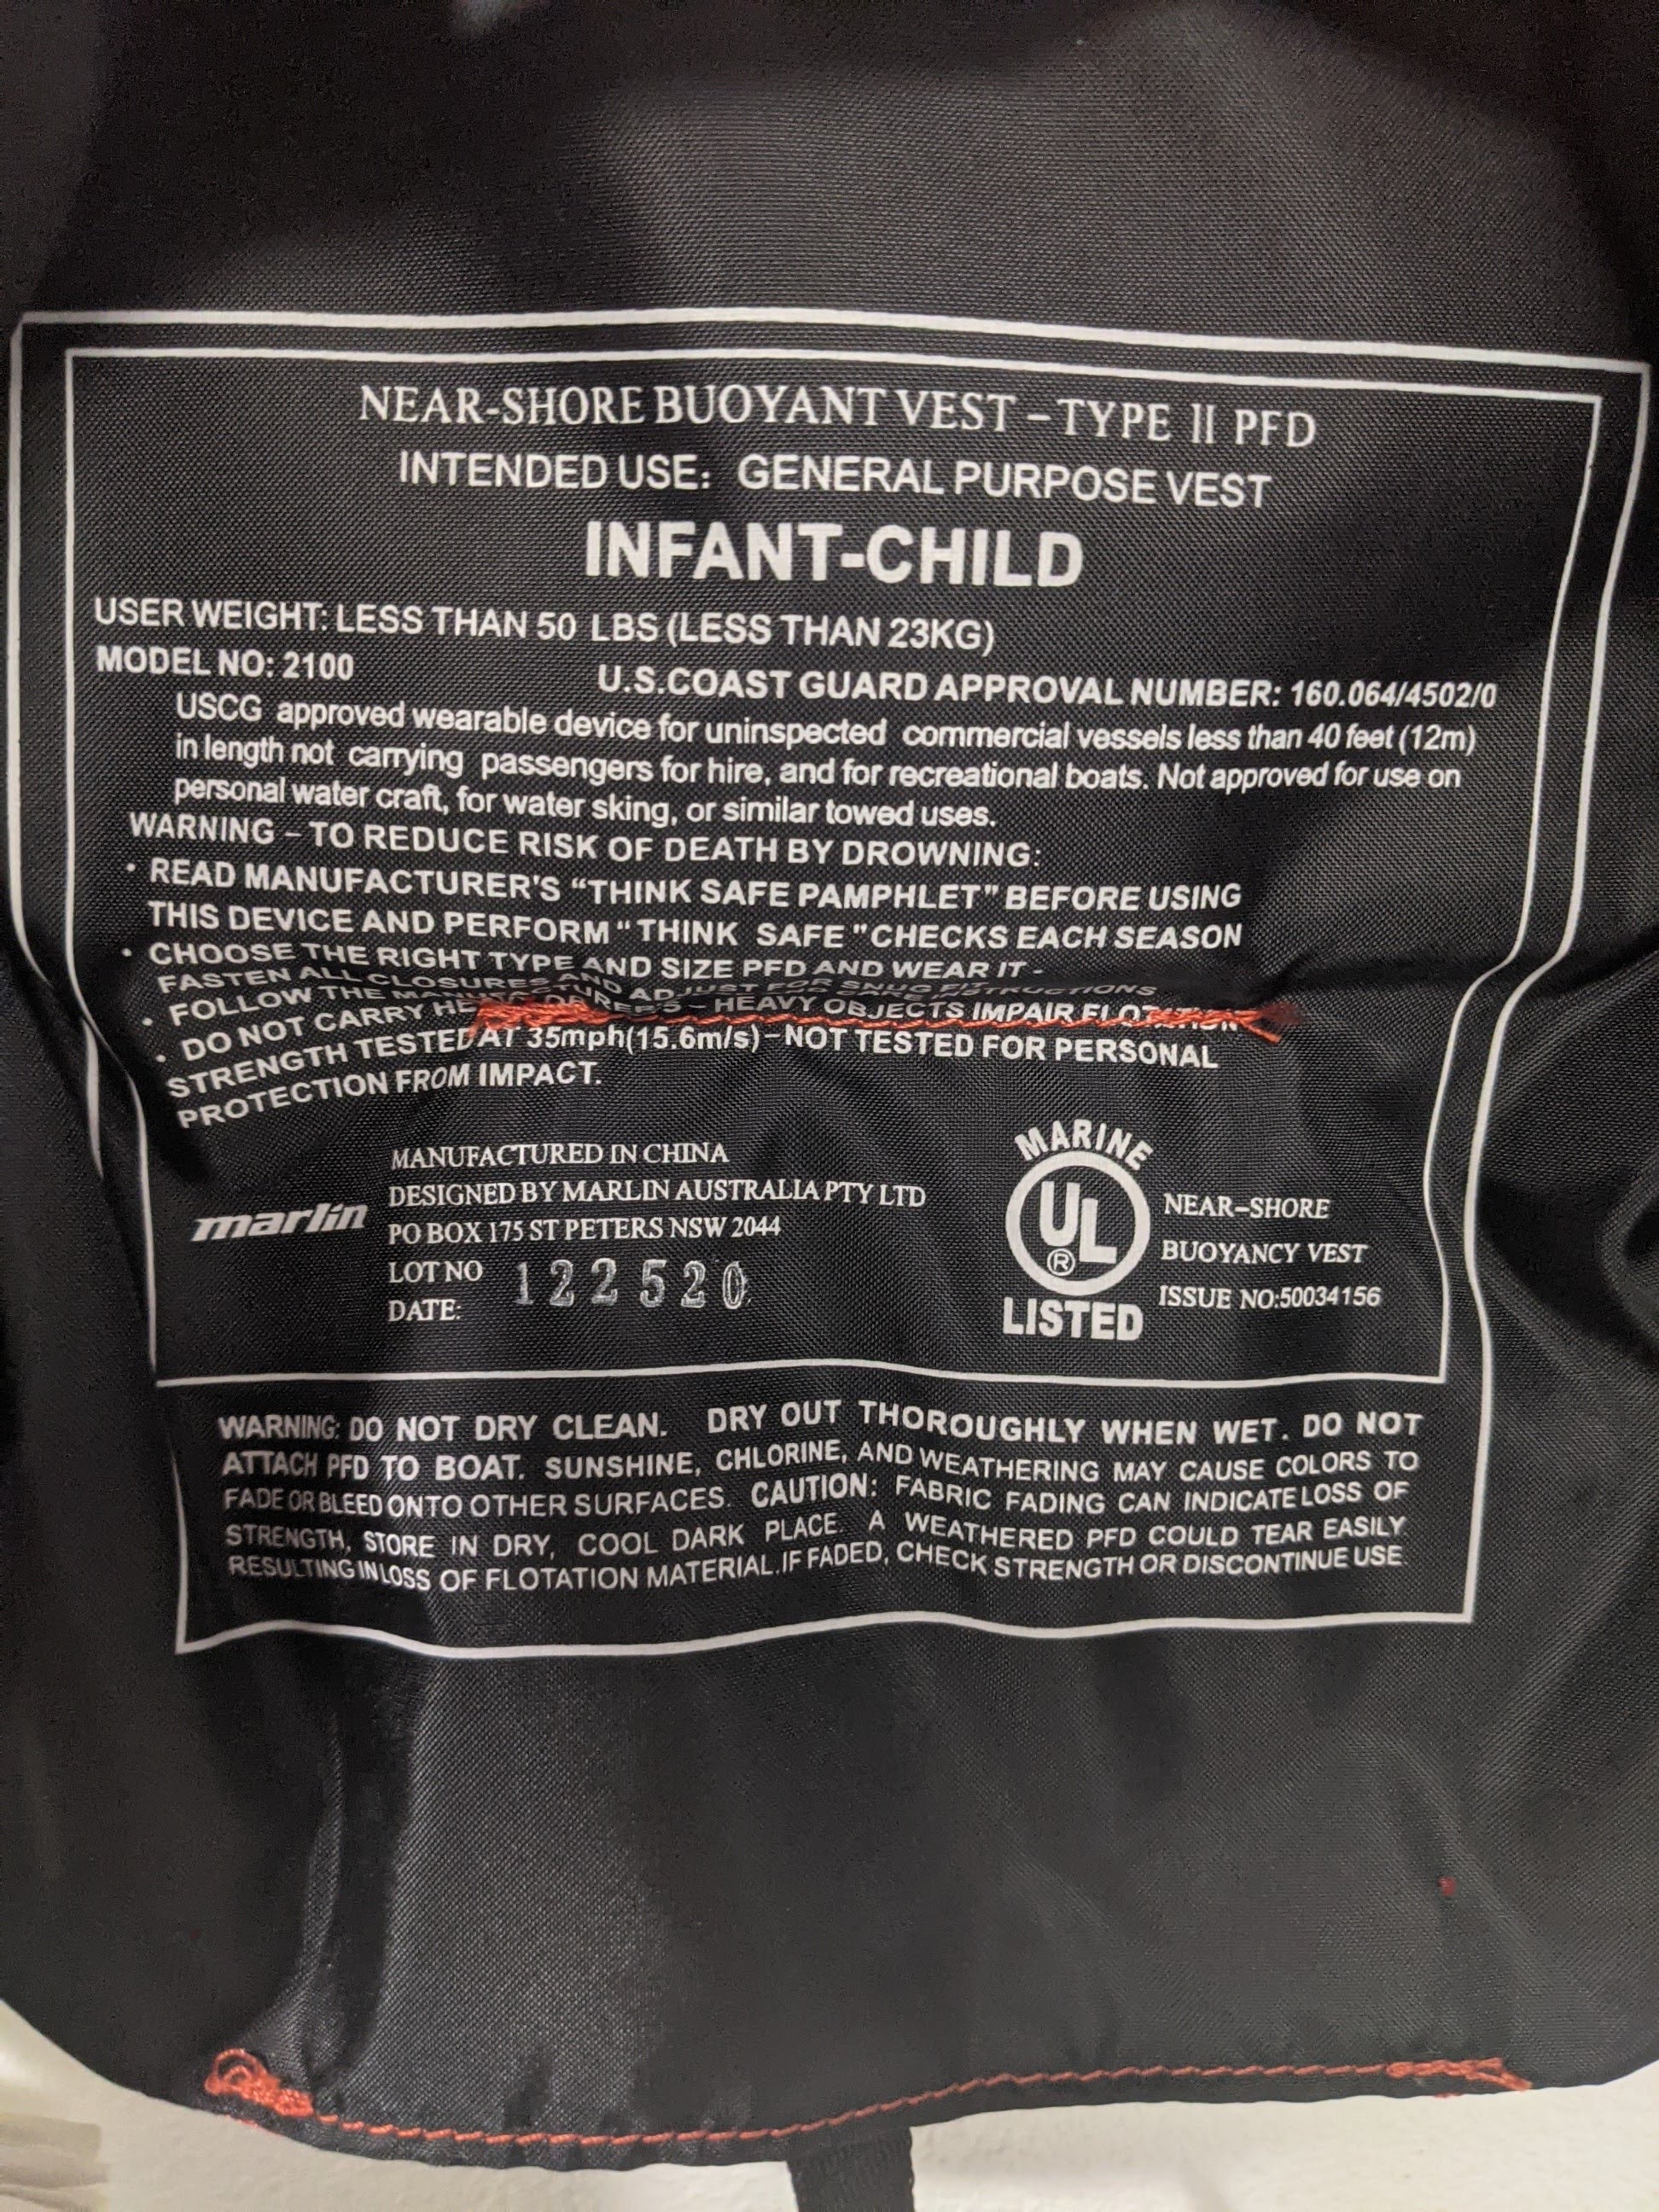 NEAR-SHORE BUOYANT VEST – TYPE II PFD
INTENDED USE: GENERAL PURPOSE VEST
INFANT-CHILD
USER WEIGHT: LESS THAN 50 LBS (LESS THAN 23KG)
MODEL NO: 2100 U.S.COAST GUARD APPROVAL NUMBER: 160.064/4502/0
USCG approved wearable device for uninspected commercial vessels less than 40 feet (12m)
in length not carrying passengers for hire, and for recreational boats. Not approved for use on
personal water craft, for water sking, or similar towed uses.
WARNING – TO REDUCE RISK OF DEATH BY DROWNING:
· READ MANUFACTURER'S “THINK SAFE PAMPHLET” BEFORE USING
THIS DEVICE AND PERFORM “ THINK SAFE ” CHECKS EACH SEASON
· CHOOSE THE RIGHT TYPE AND SIZE PFD AND WEAR IT -
FASTEN ALL CLOSURES AND ADJUST FOR SNUG FIT
· FOLLOW THE
· DO NOT CARRY – HEAVY OBJECTS IMPAIR FLOTATION
STRENGTH TESTED AT 35mph(15.6m/s) – NOT TESTED FOR PERSONAL
PROTECTION FROM IMPACT.
MARINE
MANUFACTURED IN CHINA
DESIGNED BY MARLIN AUSTRALIA PTY LTD
marlin
PO BOX 175 ST PETERS NSW 2044
LOT NO 122520
DATE:
UL
®
LISTED
NEAR-SHORE
BUOYANCY VEST
ISSUE NO:50034156
WARNING: DO NOT DRY CLEAN. DRY OUT THOROUGHLY WHEN WET. DO NOT
ATTACH PFD TO BOAT. SUNSHINE, CHLORINE, AND WEATHERING MAY CAUSE COLORS TO
FADE OR BLEED ONTO OTHER SURFACES. CAUTION: FABRIC FADING CAN INDICATE LOSS OF
STRENGTH, STORE IN DRY, COOL DARK PLACE. A WEATHERED PFD COULD TEAR EASILY
RESULTING IN LOSS OF FLOTATION MATERIAL. IF FADED, CHECK STRENGTH OR DISCONTINUE USE.